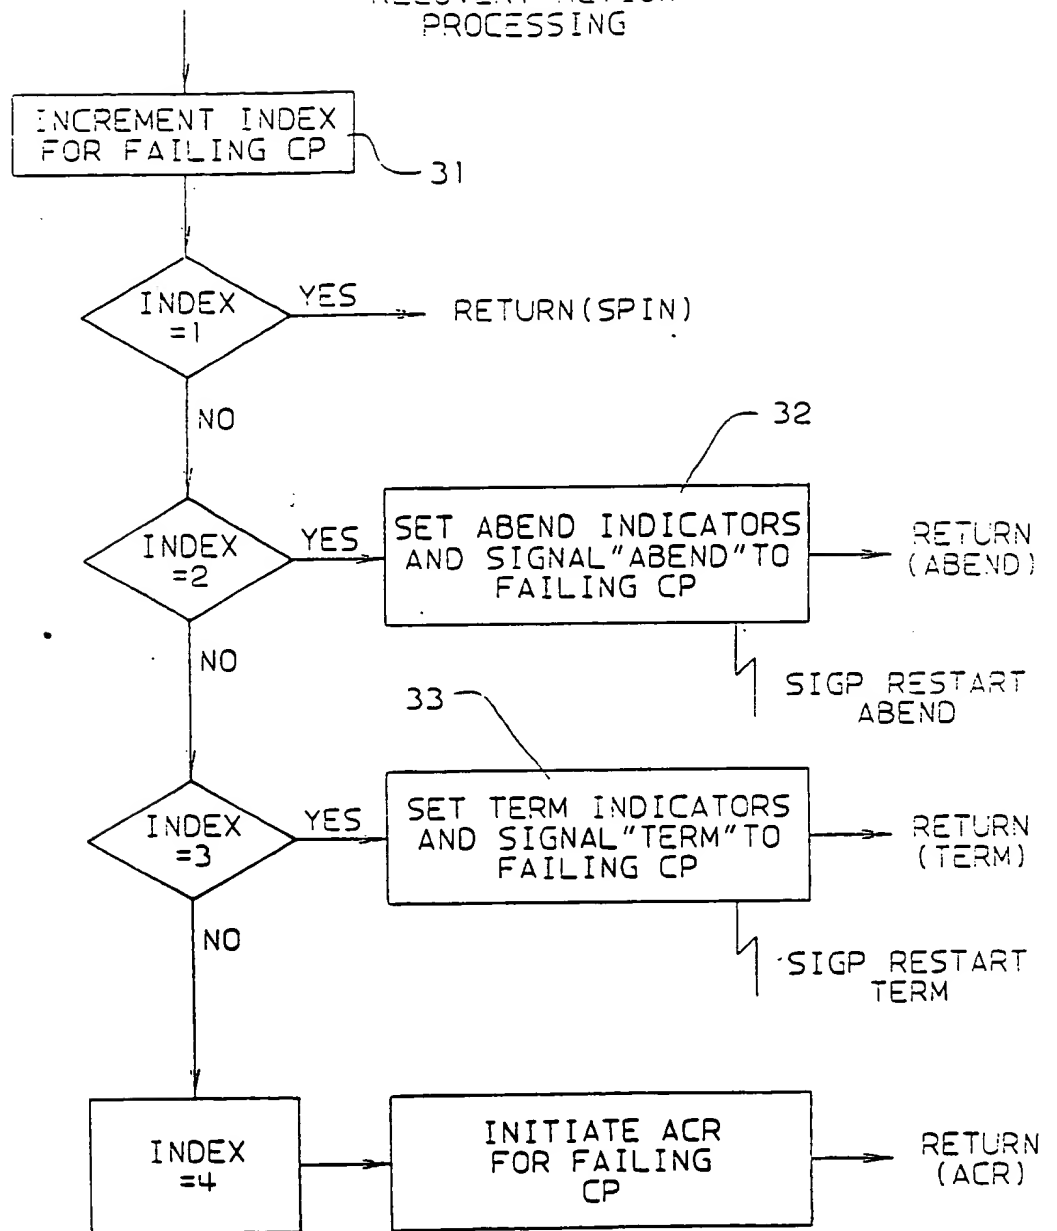 PROCESSING
INCREMENT INDEX
FOR FAILING CP
31
INDEX
=1
YES
RETURN(SPIN)
NO
32
INDEX
=2
YES
SET ABEND INDICATORS
AND SIGNAL"ABEND"TO
FAILING CP
RETURN
(ABEND)
NO
SIGP RESTART
ABEND
33
INDEX
=3
YES
SET TERM INDICATORS
AND SIGNAL"TERM"TO
FAILING CP
RETURN
(TERM)
NO
SIGP RESTART
TERM
INDEX
=4
INITIATE ACR
FOR FAILING
CP
RETURN
(ACR)